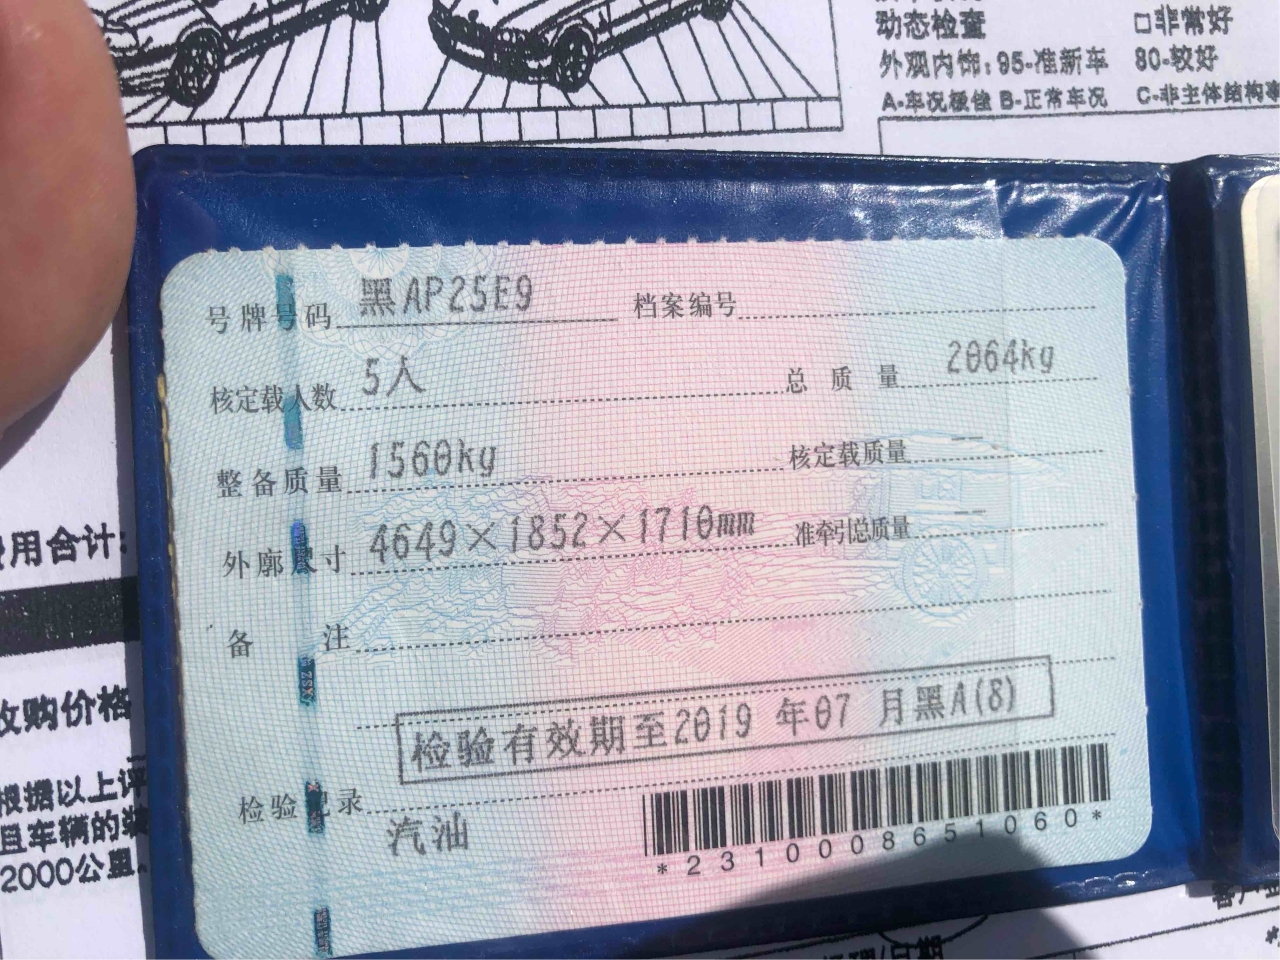 动态检查 □非常好
外观内饰：95-准新车 80-较好
A-车况极佳 B-正常车况 C-非主体结构事
号牌号码 黑AP25E9 档案编号
核定载人数 5人 总质量 2064kg
整备质量 1560kg 核定载质量 --
外廓尺寸 4649×1852×1710mm 准牵引总质量 --
备注
检验有效期至2019 年07 月黑A(8)
检验记录
汽油
*2310008651060*
费用合计：
收购价格
根据以上评
且车辆的
2000公里